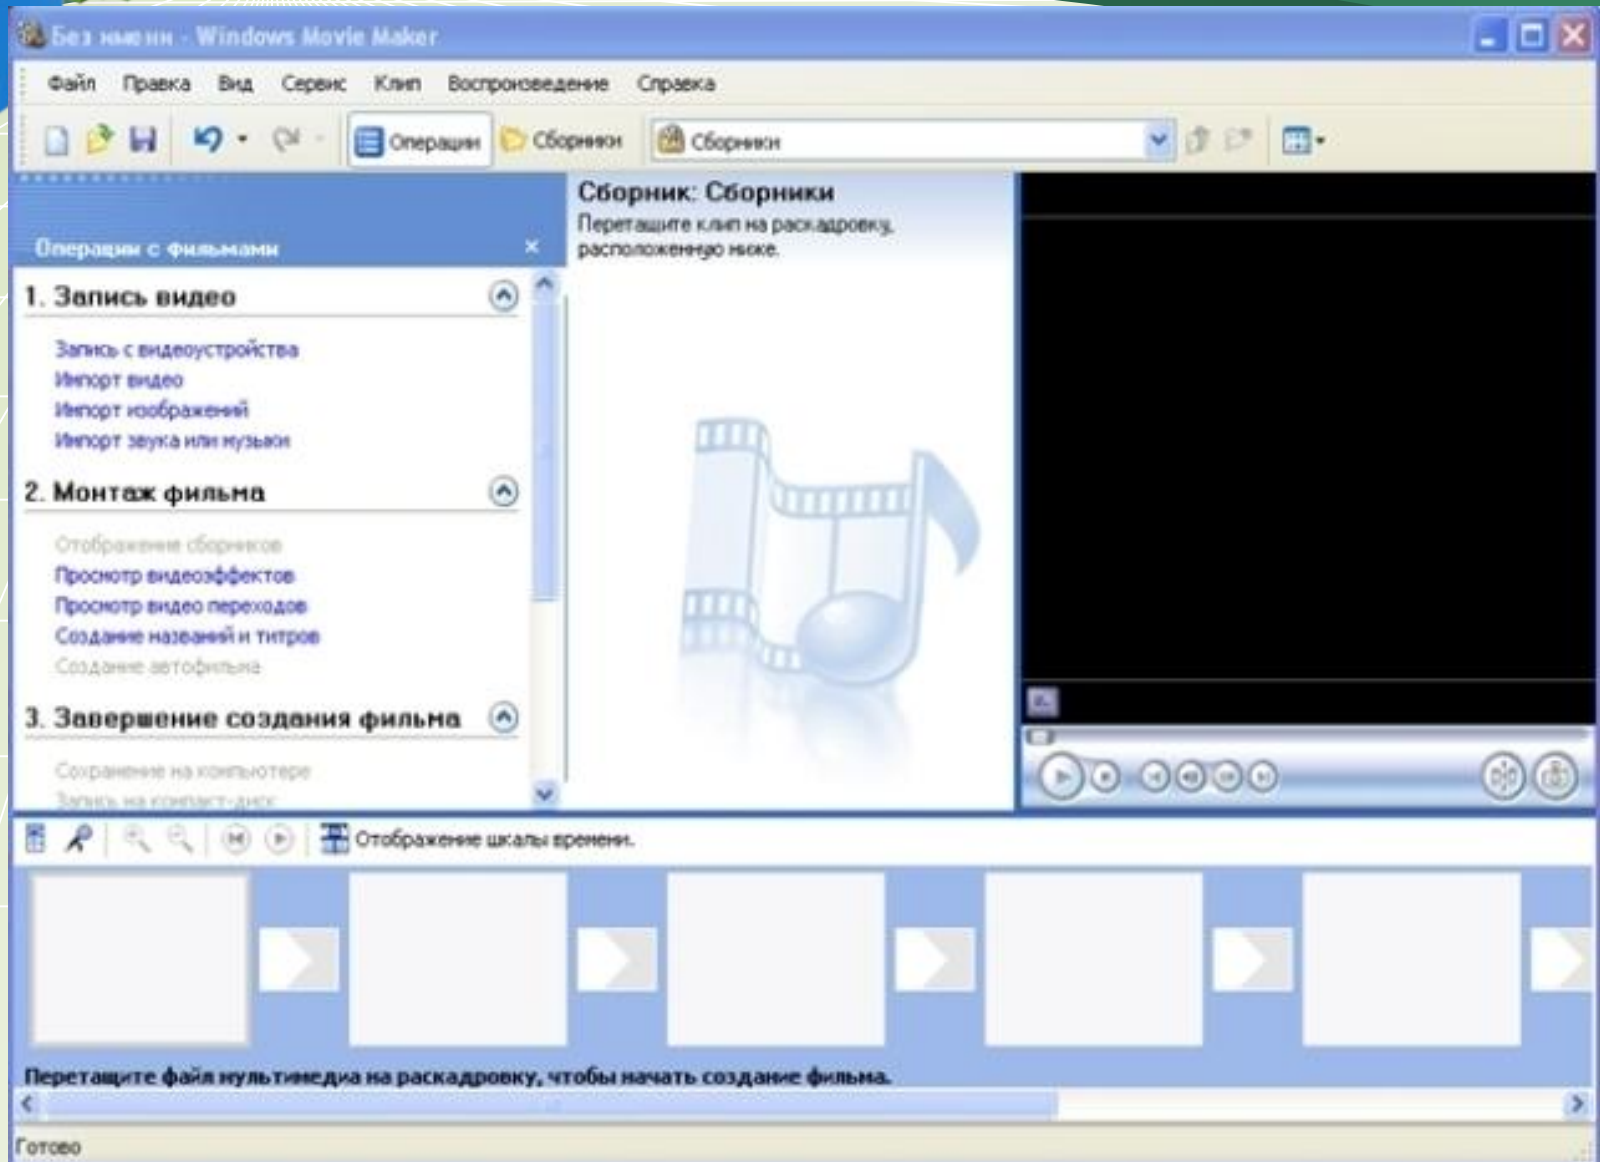 Без имени - Windows Movie Maker
Файл Правка Вид Сервис Клип Воспроизведение Справка
Операции Сборники Сборники
Операции с фильмами
1. Запись видео
Запись с видеоустройства
Импорт видео
Импорт изображений
Импорт звука или музыки
2. Монтаж фильма
Отображение сборников
Просмотр видеоэффектов
Просмотр видео переходов
Создание названий и титров
Создание автофильма
3. Завершение создания фильма
Сохранение на компьютере
Запись на компакт-диск
Сборник: Сборники
Перетащите клип на раскадровку,
расположенную ниже.
Отображение шкалы времени.
Перетащите файл мультимедиа на раскадровку, чтобы начать создание фильма.
Готово